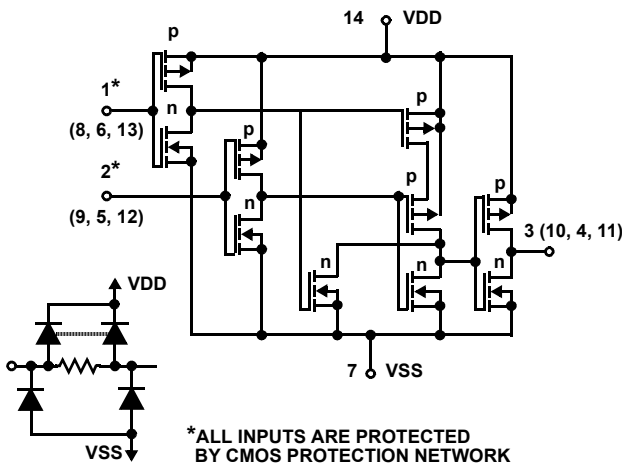 14 VDD
p
1*
n
(8, 6, 13)
p
p
2*
p
(9, 5, 12)
n
p
3 (10, 4, 11)
n
n
n
VDD
7 VSS
VSS
*ALL INPUTS ARE PROTECTED
BY CMOS PROTECTION NETWORK